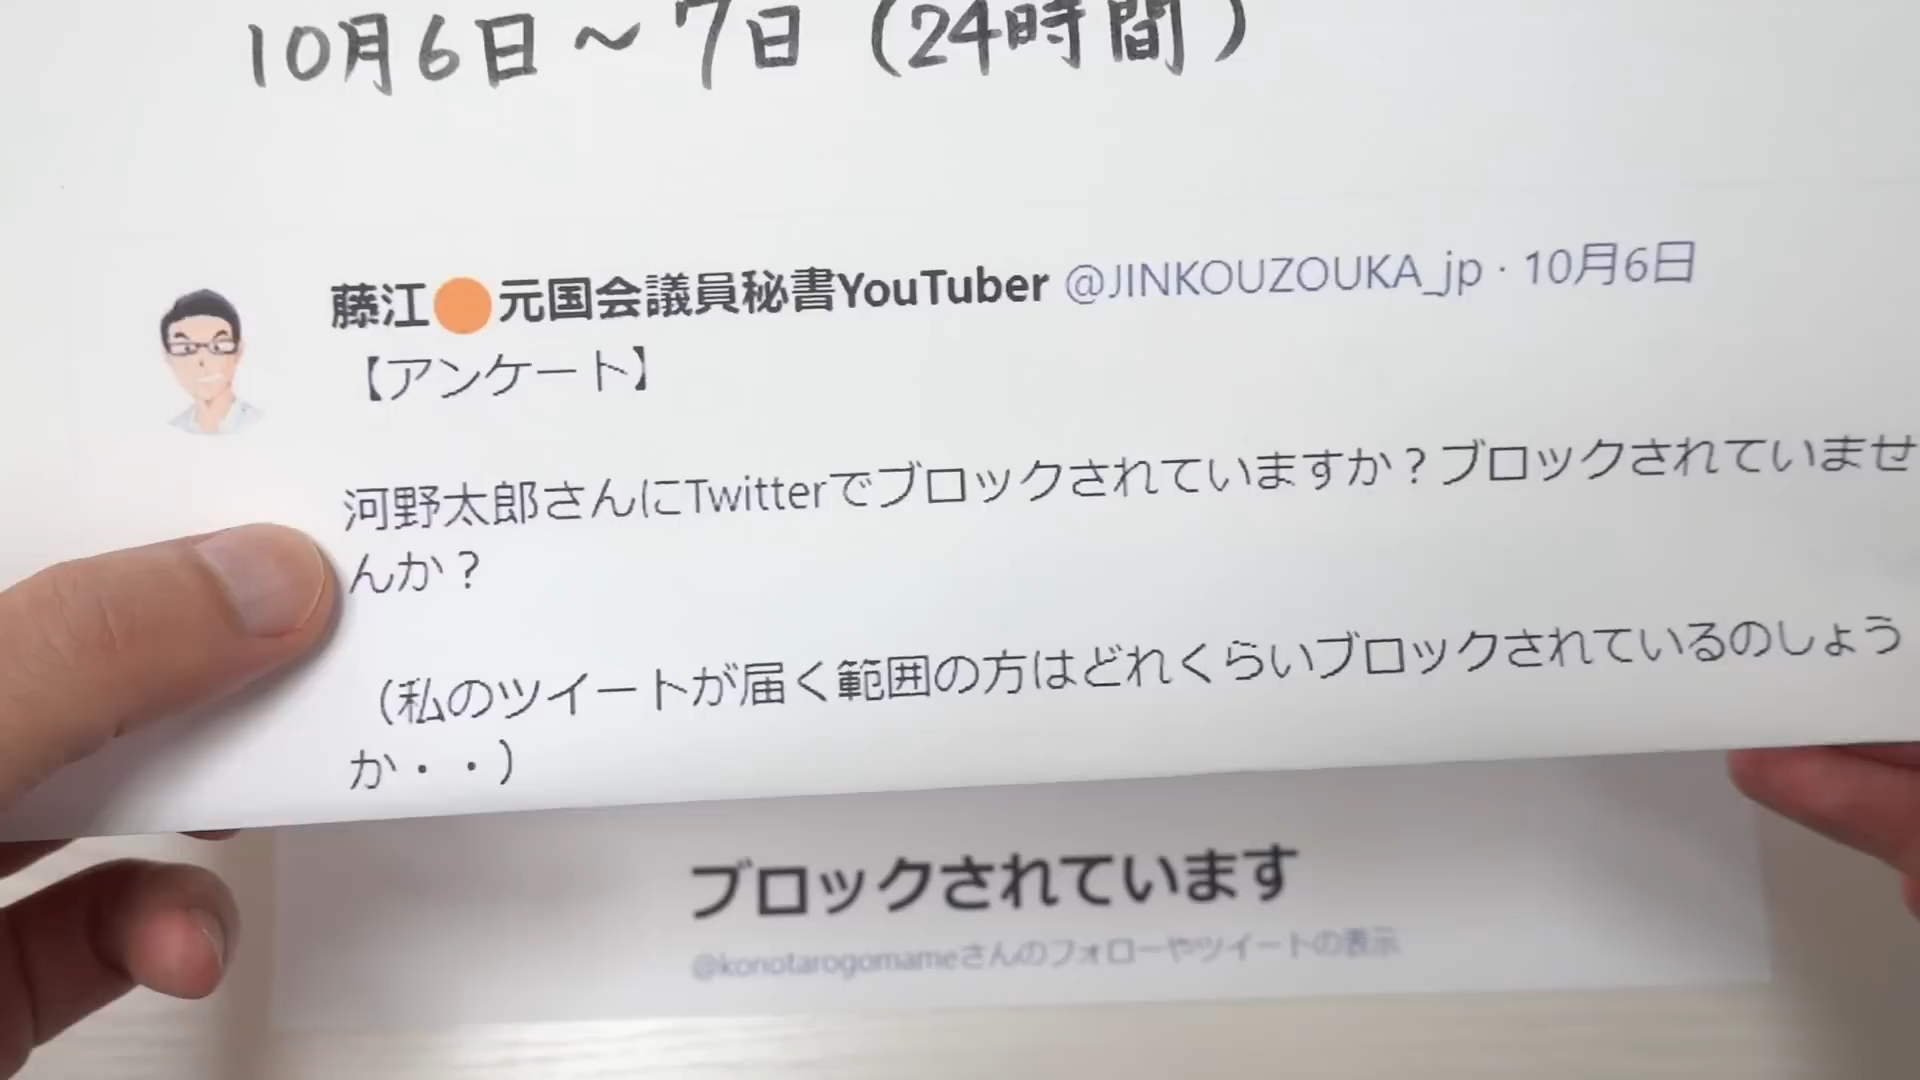 10月6日～7日（24時間）
藤江🟠元国会議員秘書YouTuber @JINKOUZOUKA_jp・10月6日
【アンケート】
河野太郎さんにTwitterでブロックされていますか？ブロックされていませ
んか？
（私のツイートが届く範囲の方はどれくらいブロックされているのしょう
か・・）
ブロックされています
@konotarogomameさんのフォローやツイートの表示